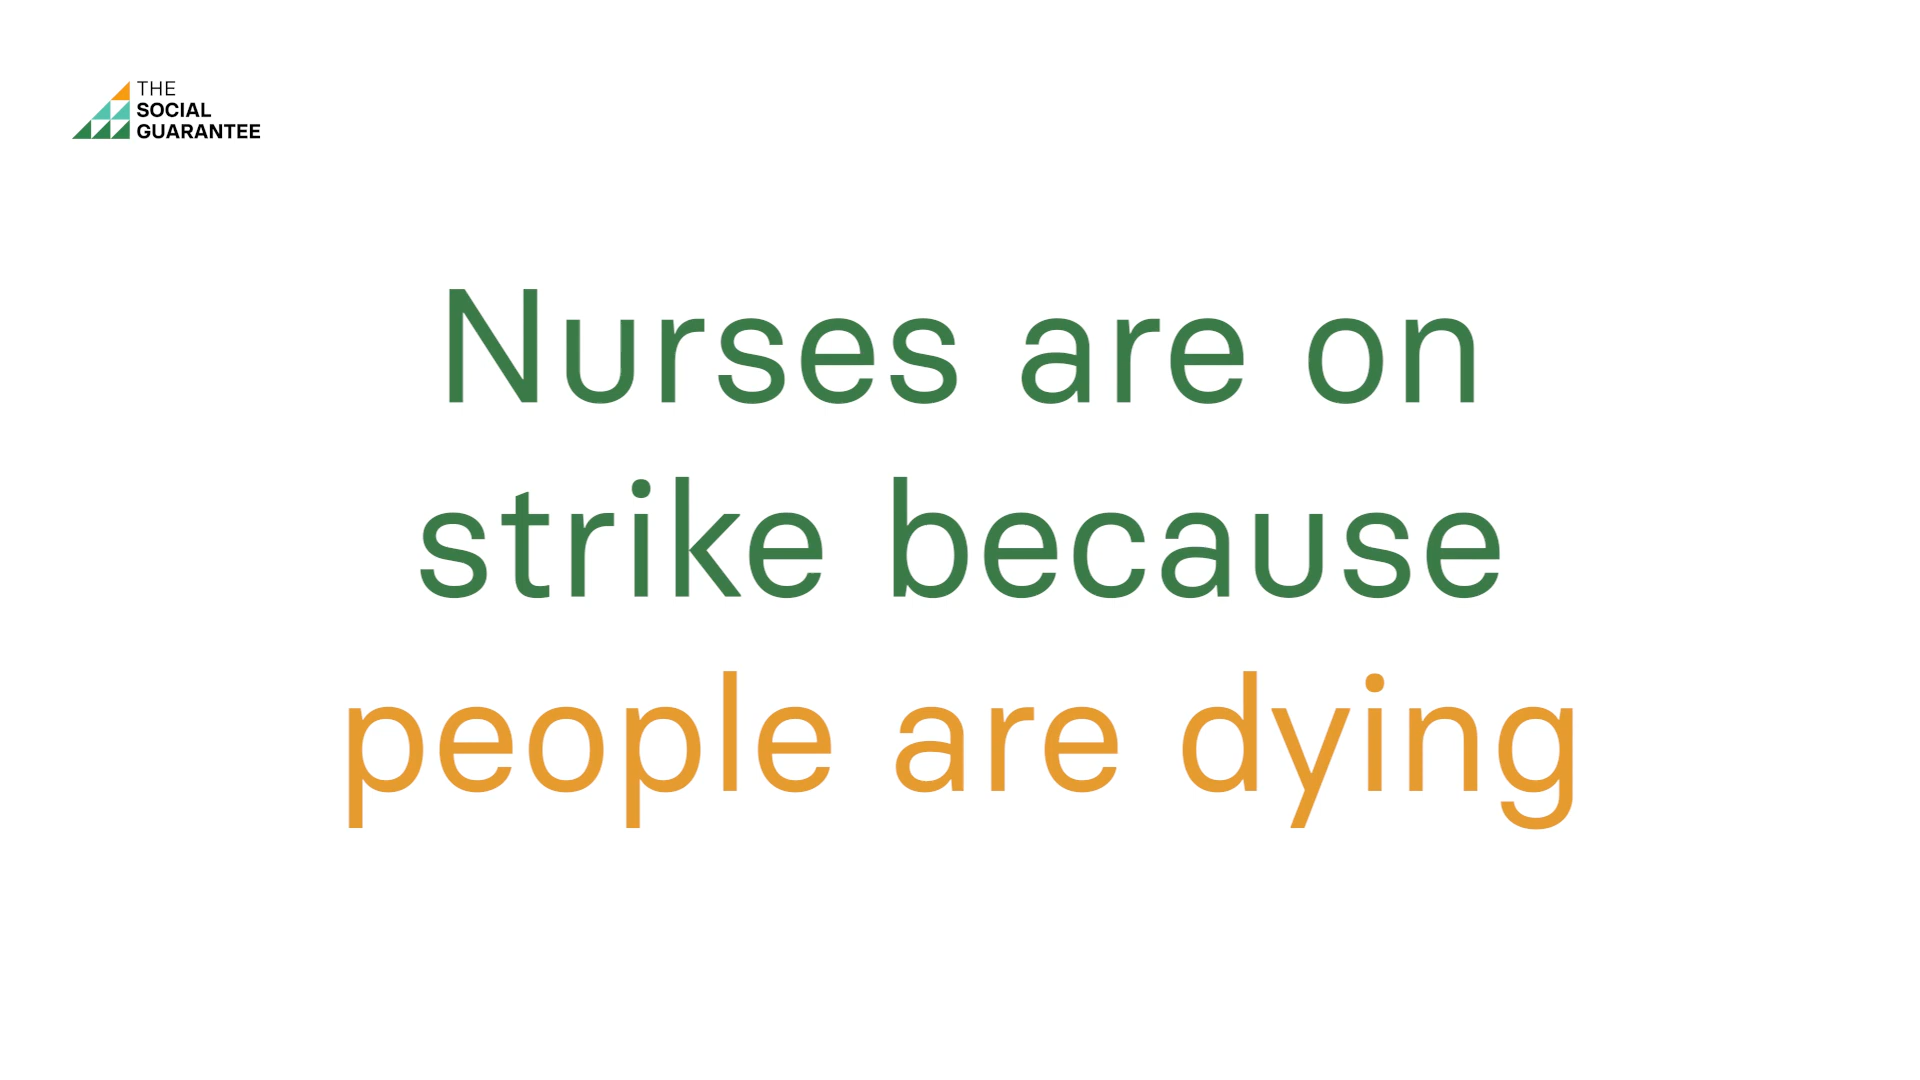 THE
SOCIAL
GUARANTEE
Nurses are on
strike because
people are dying